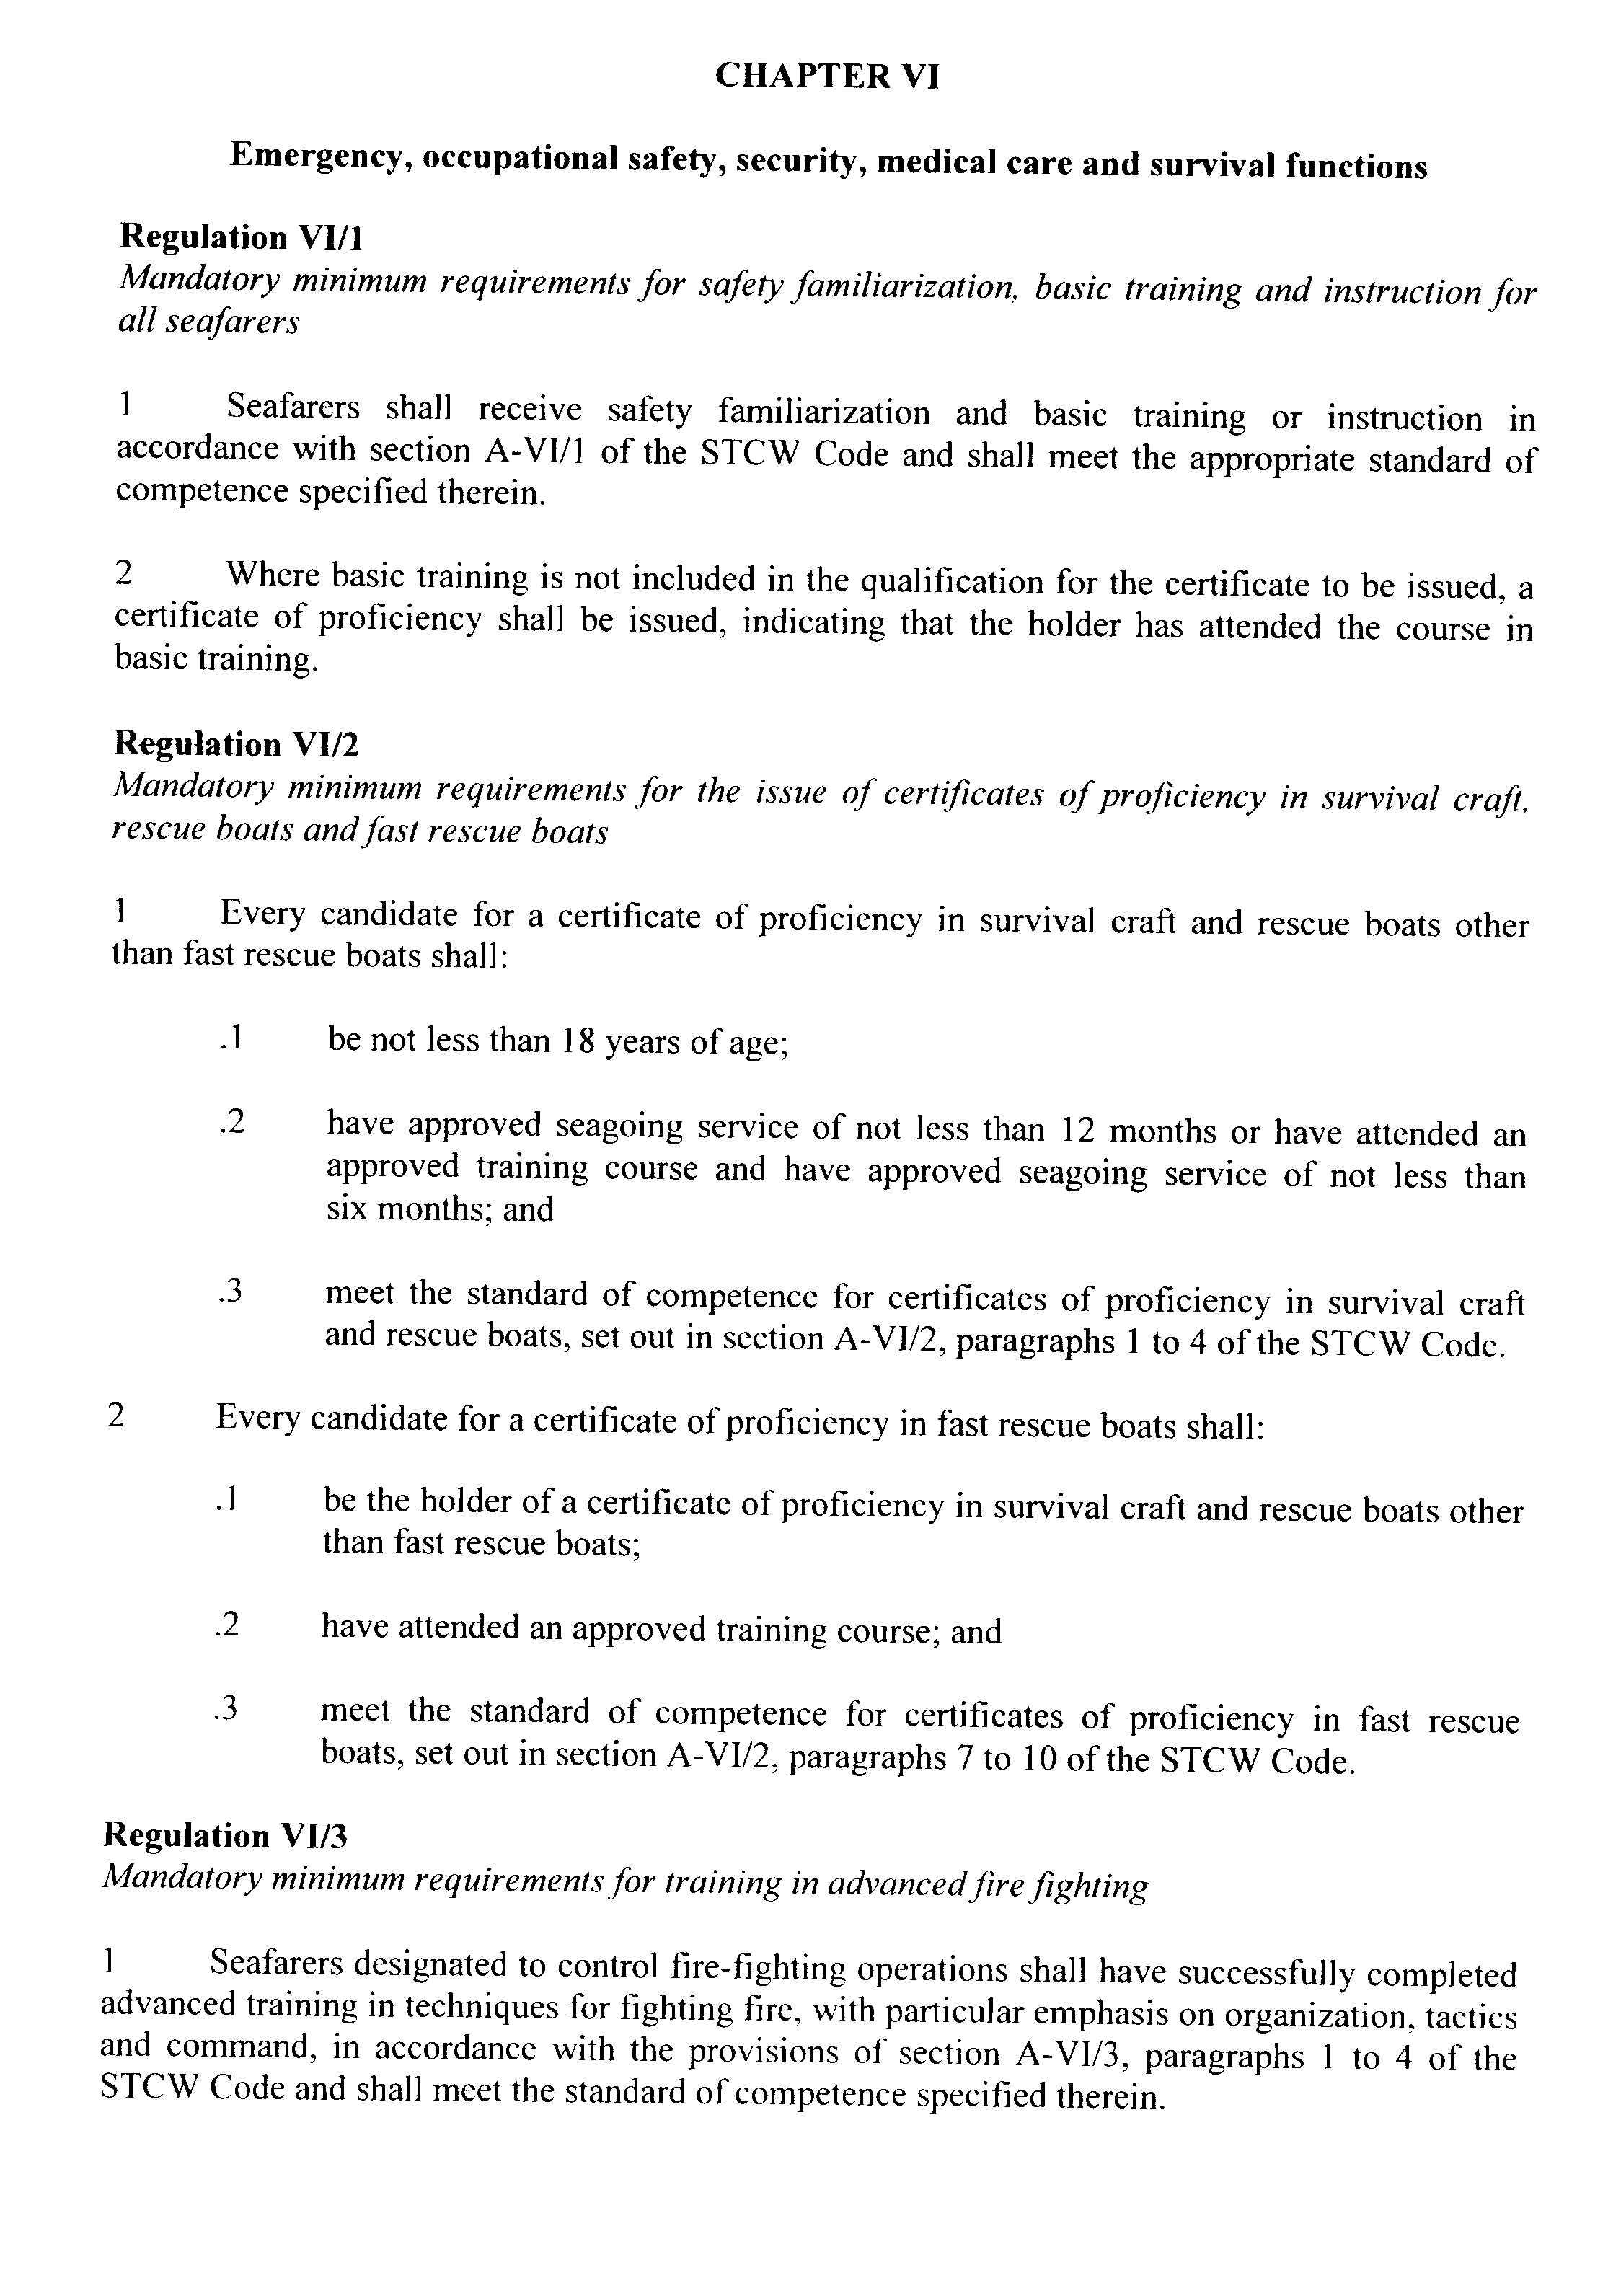 CHAPTER VI
Emergency, occupational safety, security, medical care and survival functions
Regulation VI/1
Mandatory minimum requirements for safety familiarization, basic training and instruction for
all seafarers
1 Seafarers shall receive safety familiarization and basic training or instruction in
accordance with section A-VI/1 of the STCW Code and shall meet the appropriate standard of
competence specified therein.
2 Where basic training is not included in the qualification for the certificate to be issued, a
certificate of proficiency shall be issued, indicating that the holder has attended the course in
basic training.
Regulation VI/2
Mandatory minimum requirements for the issue of certificates of proficiency in survival craft,
rescue boats and fast rescue boats
1 Every candidate for a certificate of proficiency in survival craft and rescue boats other
than fast rescue boats shall:
.1 be not less than 18 years of age;
.2 have approved seagoing service of not less than 12 months or have attended an
approved training course and have approved seagoing service of not less than
six months; and
.3 meet the standard of competence for certificates of proficiency in survival craft
and rescue boats, set out in section A-VI/2, paragraphs 1 to 4 of the STCW Code.
2 Every candidate for a certificate of proficiency in fast rescue boats shall:
.1 be the holder of a certificate of proficiency in survival craft and rescue boats other
than fast rescue boats;
.2 have attended an approved training course; and
.3 meet the standard of competence for certificates of proficiency in fast rescue
boats, set out in section A-VI/2, paragraphs 7 to 10 of the STCW Code.
Regulation VI/3
Mandatory minimum requirements for training in advanced fire fighting
1 Seafarers designated to control fire-fighting operations shall have successfully completed
advanced training in techniques for fighting fire, with particular emphasis on organization, tactics
and command, in accordance with the provisions of section A-VI/3, paragraphs 1 to 4 of the
STCW Code and shall meet the standard of competence specified therein.